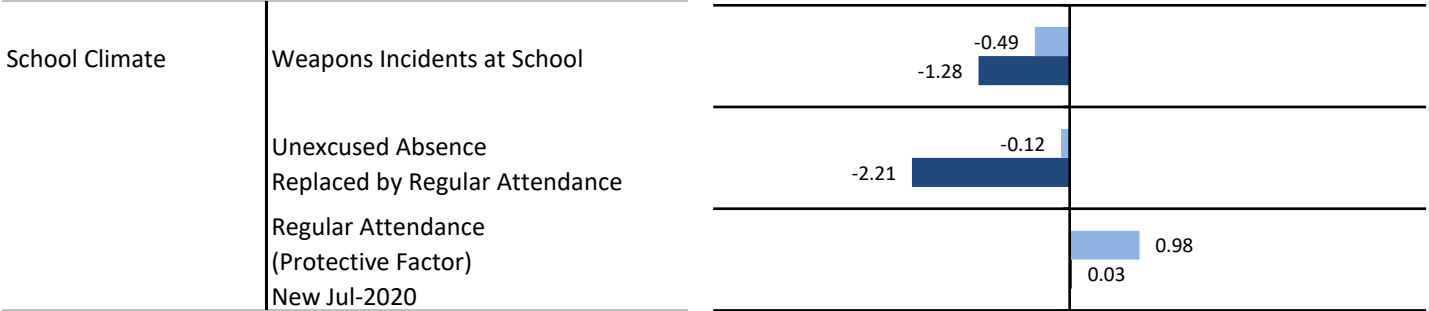 School Climate
Weapons Incidents at School
-0.49
-1.28
Unexcused Absence
Replaced by Regular Attendance
-0.12
-2.21
Regular Attendance
(Protective Factor)
New Jul-2020
0.98
0.03